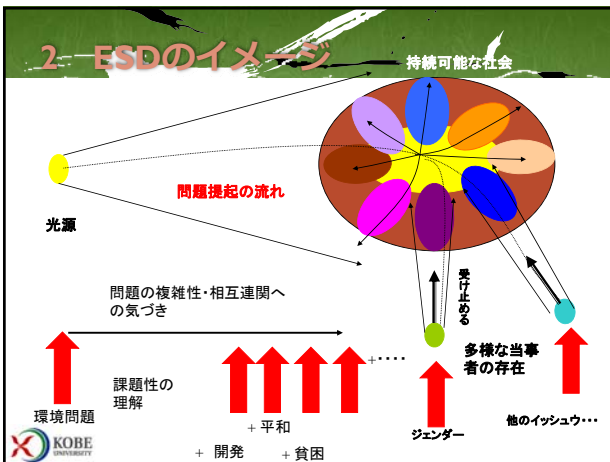 2 ESDのイメージ
持続可能な社会
問題提起の流れ
光源
問題の複雑性・相互連関へ
の気づき
受け止める
+････
多様な当事
者の存在
課題性の
理解
環境問題
+ 平和
+ 開発
+ 貧困
ジェンダー
他のイッシュウ・・・
KOBE
UNIVERSITY